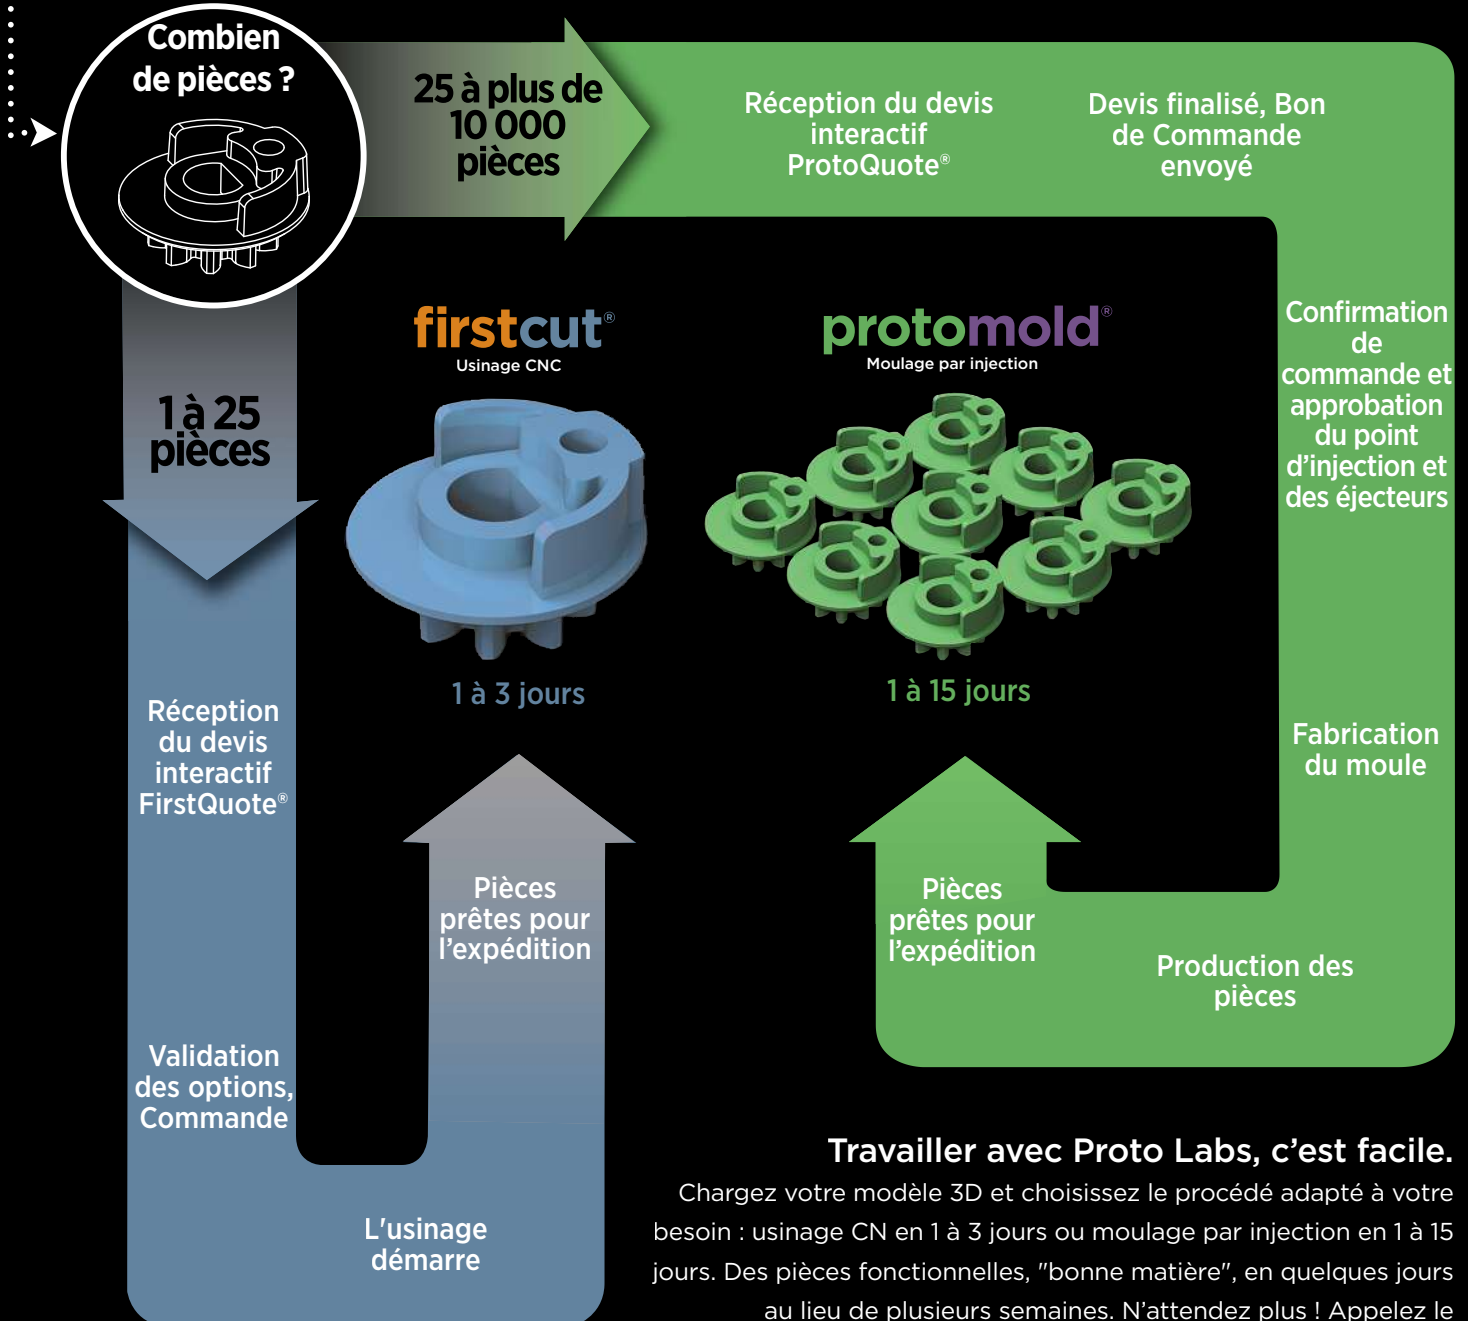 Combien
de pièces ?
25 à plus de
10 000
pièces
Réception du devis
interactif
ProtoQuote®
Devis finalisé, Bon
de Commande
envoyé
Confirmation
de
commande et
approbation
du point
d’injection et
des éjecteurs
Fabrication
du moule
Production des
pièces
Pièces
prêtes pour
l’expédition
protomold®
Moulage par injection
1 à 15 jours
firstcut®
Usinage CNC
1 à 3 jours
1 à 25
pièces
Réception
du devis
interactif
FirstQuote®
Validation
des options,
Commande
L'usinage
démarre
Pièces
prêtes pour
l’expédition
Travailler avec Proto Labs, c’est facile.
Chargez votre modèle 3D et choisissez le procédé adapté à votre
besoin : usinage CN en 1 à 3 jours ou moulage par injection en 1 à 15
jours. Des pièces fonctionnelles, "bonne matière", en quelques jours
au lieu de plusieurs semaines. N’attendez plus ! Appelez le